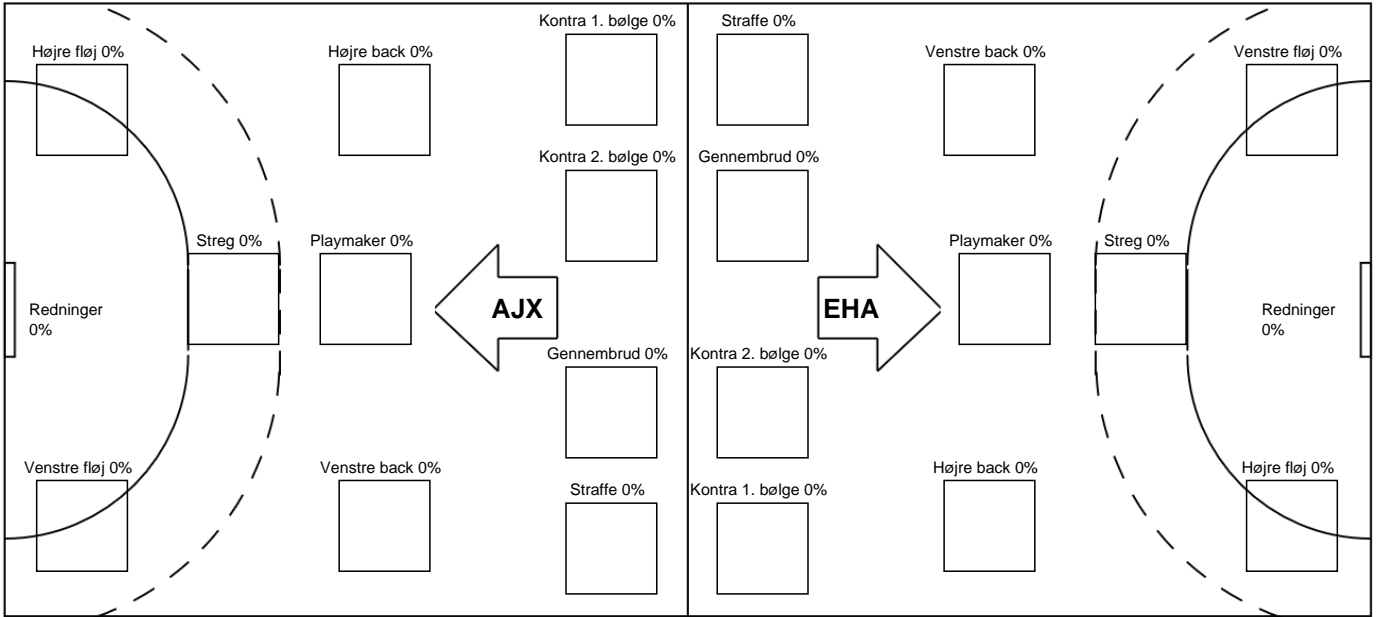 Kontra 1. bølge 0%
Straffe 0%
Højre fløj 0%
Højre back 0%
Venstre back 0%
Venstre fløj 0%
Kontra 2. bølge 0%
Gennembrud 0%
Streg 0%
Playmaker 0%
Playmaker 0%
Streg 0%
Redninger
0%
AJX
EHA
Redninger
0%
Gennembrud 0%
Kontra 2. bølge 0%
Venstre fløj 0%
Venstre back 0%
Højre back 0%
Højre fløj 0%
Straffe 0%
Kontra 1. bølge 0%